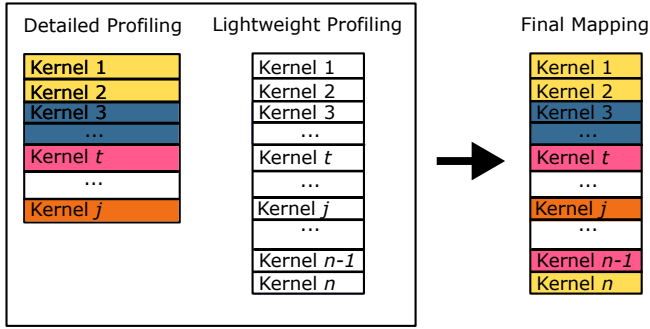 Detailed Profiling
Kernel 1
Kernel 2
Kernel 3
...
Kernel t
...
Kernel j
Lightweight Profiling
Kernel 1
Kernel 2
Kernel 3
...
Kernel t
...
Kernel j
...
Kernel n-1
Kernel n
Final Mapping
Kernel 1
Kernel 2
Kernel 3
...
Kernel t
...
Kernel j
...
Kernel n-1
Kernel n